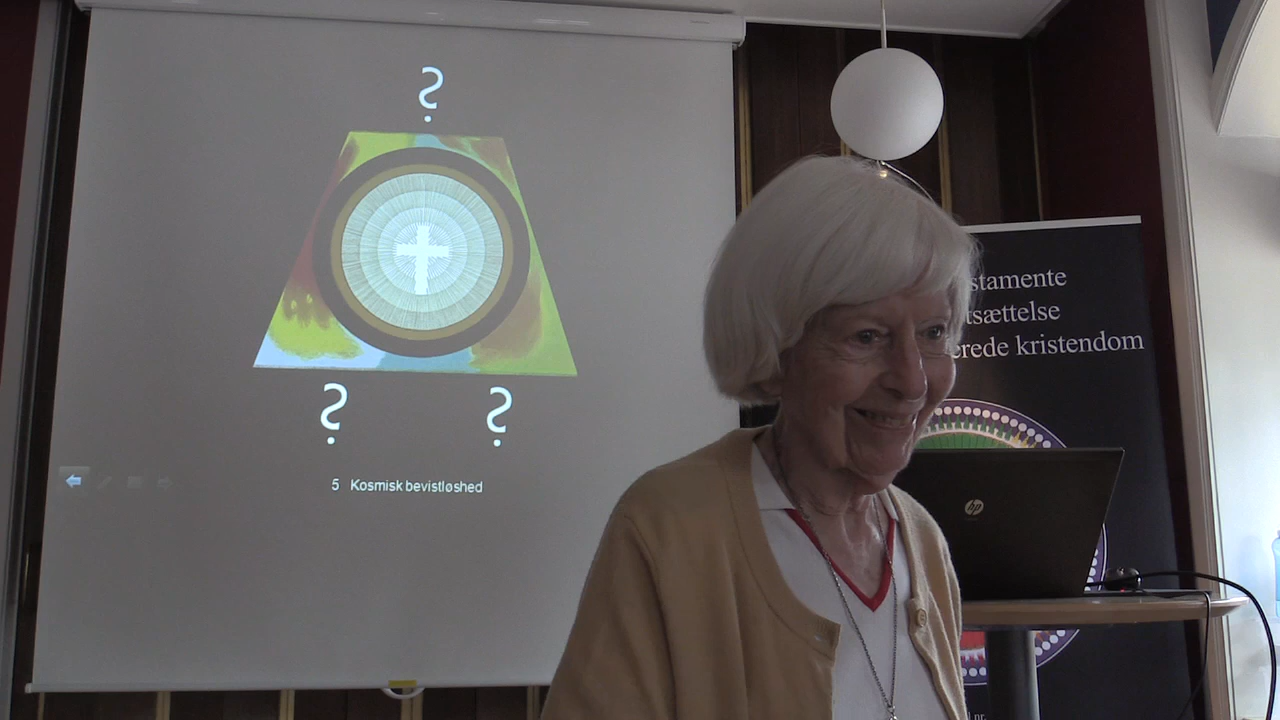 ?
? ?
5 Kosmisk bevistløshed
stamente
tsættelse
erede kristendom
hp